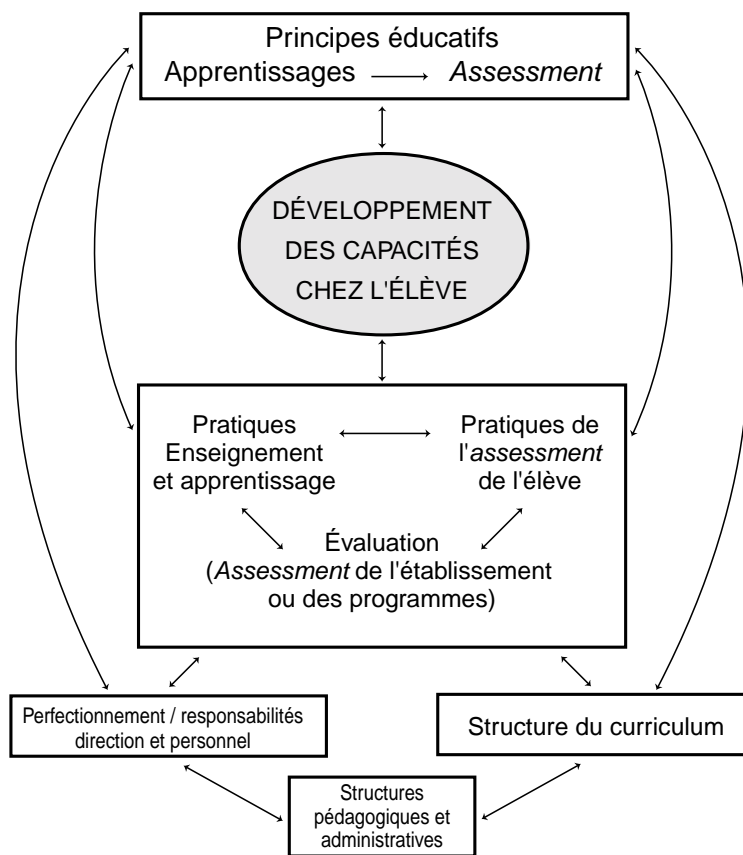 Principes éducatifs
Apprentissages Assessment
DÉVELOPPEMENT
DES CAPACITÉS
CHEZ L'ÉLÈVE
Pratiques
Enseignement
et apprentissage
Pratiques de
l'assessment
de l'élève
Évaluation
(Assessment de l'établissement
ou des programmes)
Perfectionnement / responsabilités
direction et personnel
Structure du curriculum
Structures
pédagogiques et
administratives